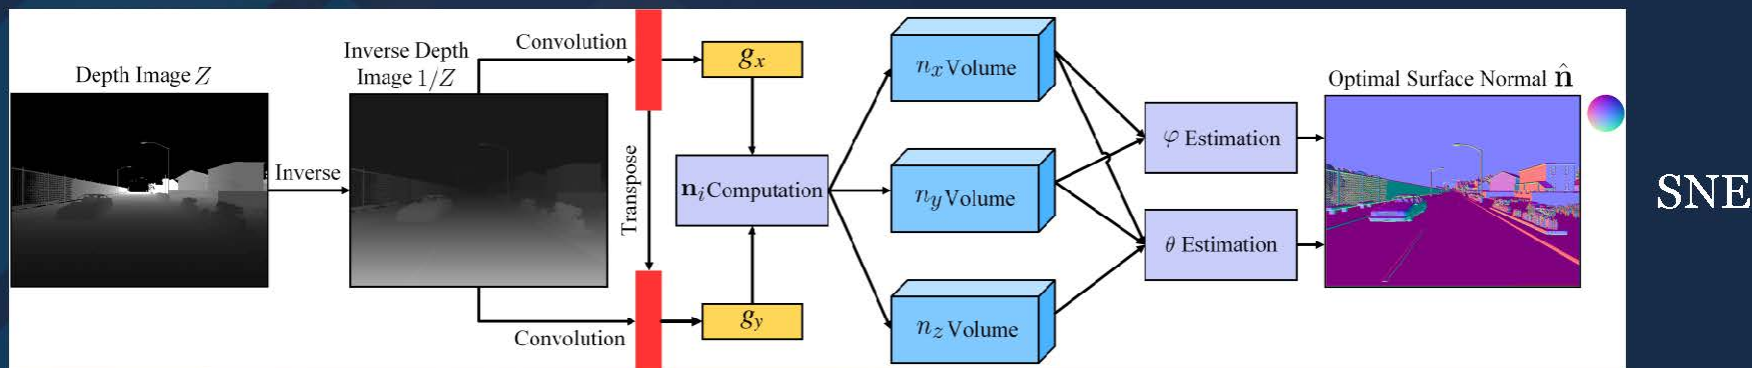 Depth Image Z
Inverse
Inverse Depth
Image 1/Z
Convolution
Convolution
Transpose
g_x
n_i Computation
g_y
n_x Volume
n_y Volume
n_z Volume
φ Estimation
θ Estimation
Optimal Surface Normal n̂
SNE